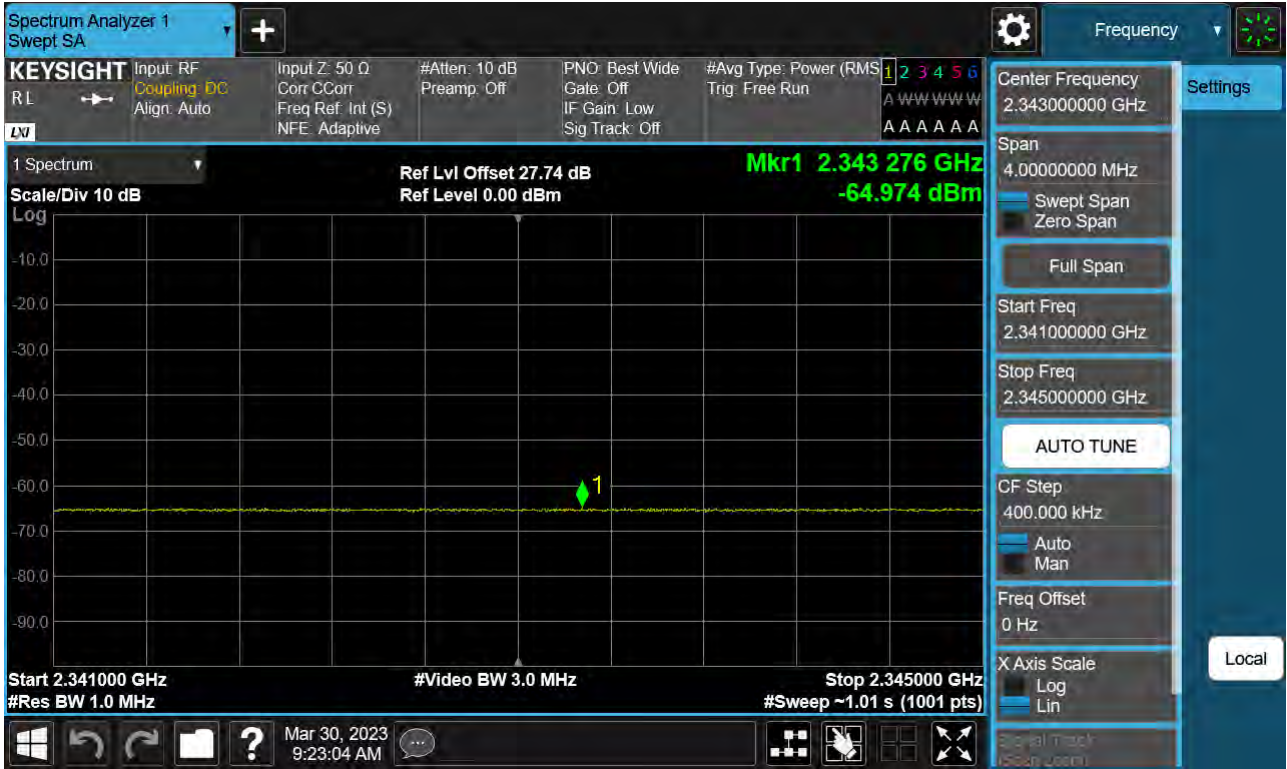 Spectrum Analyzer 1
Swept SA
Frequency
KEYSIGHT
RL
LXI
Input: RF
Coupling: DC
Align: Auto
Input Z: 50 Ω
Corr CCorr
Freq Ref: Int (S)
NFE: Adaptive
#Atten: 10 dB
Preamp: Off
PNO: Best Wide
Gate: Off
IF Gain: Low
Sig Track: Off
#Avg Type: Power (RMS
Trig: Free Run
1 2 3 4 5 6
A W W W W W
A A A A A A
1 Spectrum
Scale/Div 10 dB
Log
Ref Lvl Offset 27.74 dB
Ref Level 0.00 dBm
Mkr1 2.343 276 GHz
-64.974 dBm
-10.0
-20.0
-30.0
-40.0
-50.0
-60.0
-70.0
-80.0
-90.0
1
Start 2.341000 GHz
#Res BW 1.0 MHz
#Video BW 3.0 MHz
Stop 2.345000 GHz
#Sweep ~1.01 s (1001 pts)
Center Frequency
2.343000000 GHz
Span
4.00000000 MHz
Swept Span
Zero Span
Full Span
Start Freq
2.341000000 GHz
Stop Freq
2.345000000 GHz
AUTO TUNE
CF Step
400.000 kHz
Auto
Man
Freq Offset
0 Hz
X Axis Scale
Log
Lin
Settings
Local
?
Mar 30, 2023
9:23:04 AM